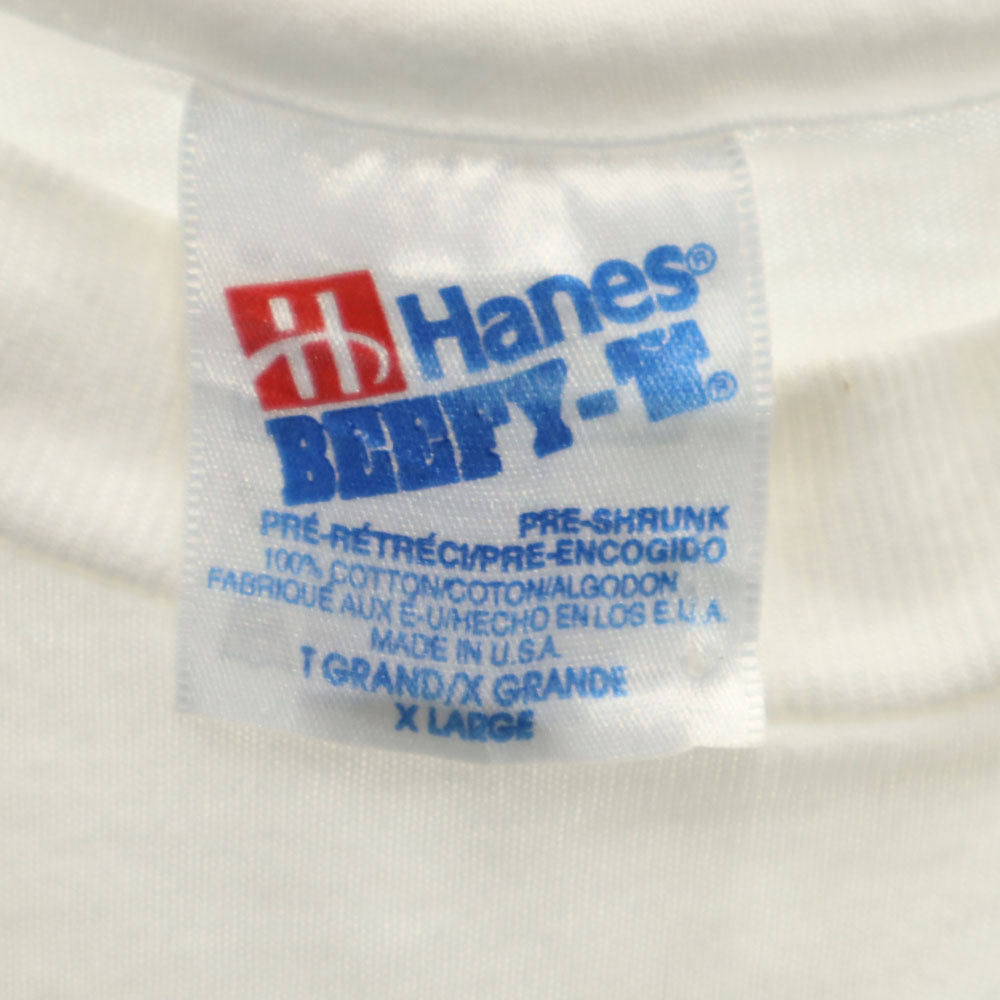 Hanes®
BEEFY-T®
PRE-SHRUNK
PRÉ-RÉTRÉCI/PRE-ENCOGIDO
100% COTTON/COTON/ALGODON
FABRIQUÉ AUX É-U/HECHO EN LOS E.U.A.
MADE IN U.S.A.
T GRAND/X GRANDE
X LARGE